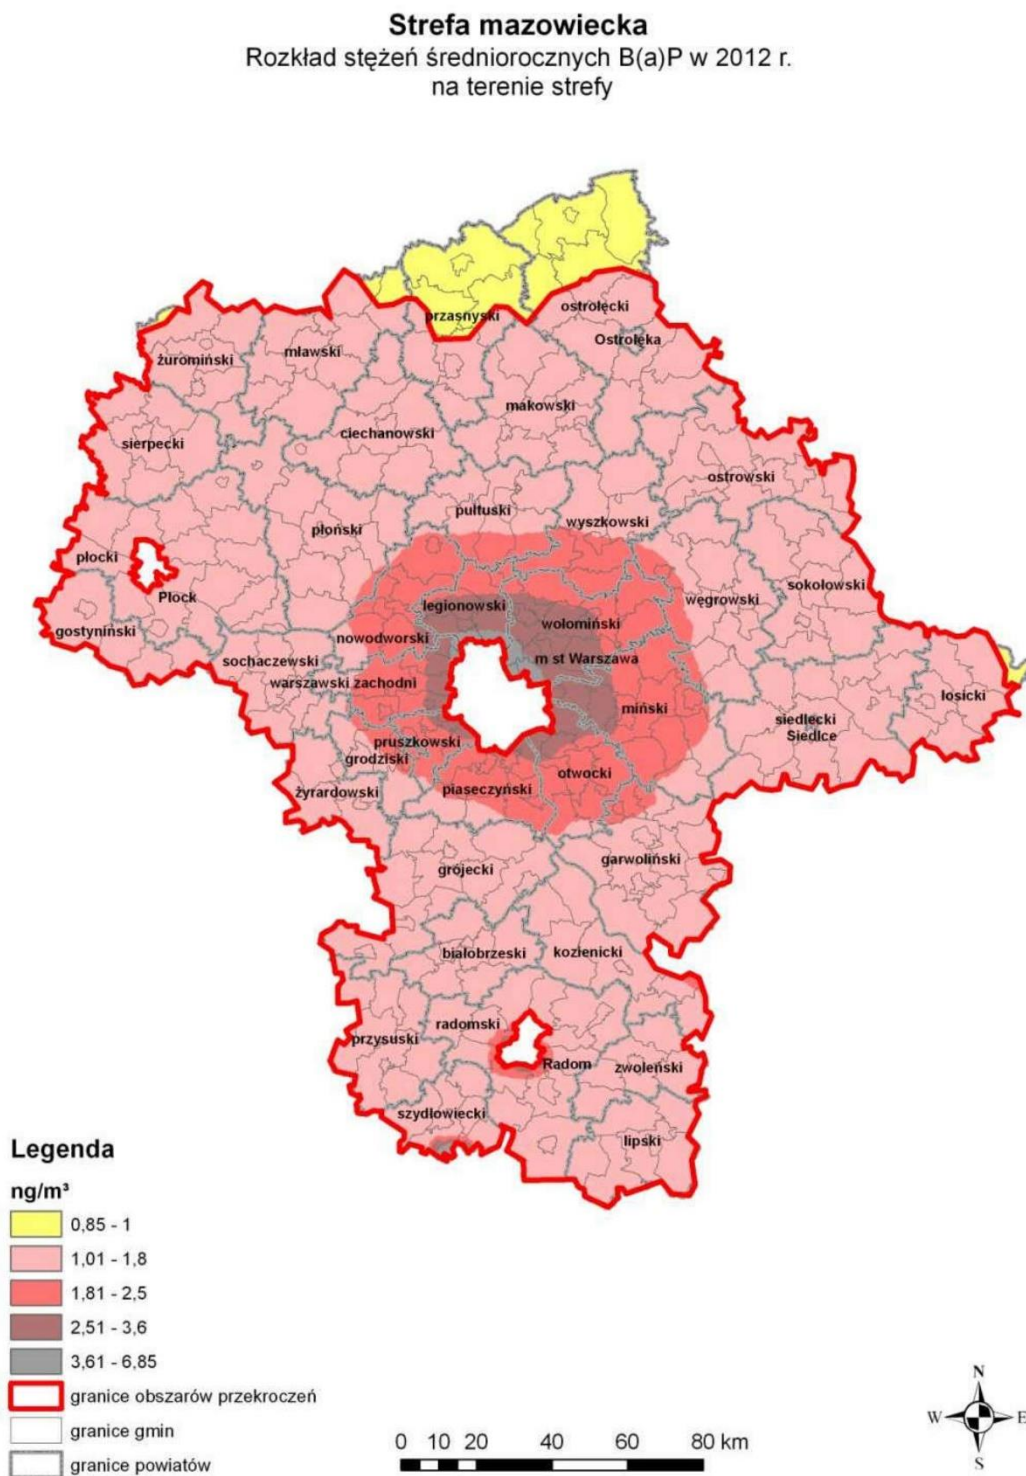 Strefa mazowiecka
Rozkład stężeń średniorocznych B(a)P w 2012 r.
na terenie strefy
przasnyski
ostrołęcki
Ostrołęka
żuromiński
mławski
makowski
ciechanowski
sierpecki
ostrowski
pułtuski
wyszkowski
płoński
płocki
Płock
sokołowski
węgrowski
legionowski
wołomiński
gostyniński
nowodworski
sochaczewski
m st Warszawa
warszawski zachodni
łosicki
miński
siedlecki
Siedlce
pruszkowski
grodziski
otwocki
piaseczyński
żyrardowski
garwoliński
grójecki
białobrzeski
kozienicki
radomski
przysuski
Radom
zwoleński
szydłowiecki
lipski
Legenda
ng/m³
0,85 - 1
1,01 - 1,8
1,81 - 2,5
2,51 - 3,6
3,61 - 6,85
granice obszarów przekroczeń
granice gmin
granice powiatów
0 10 20 40 60 80 km
N
W E
S